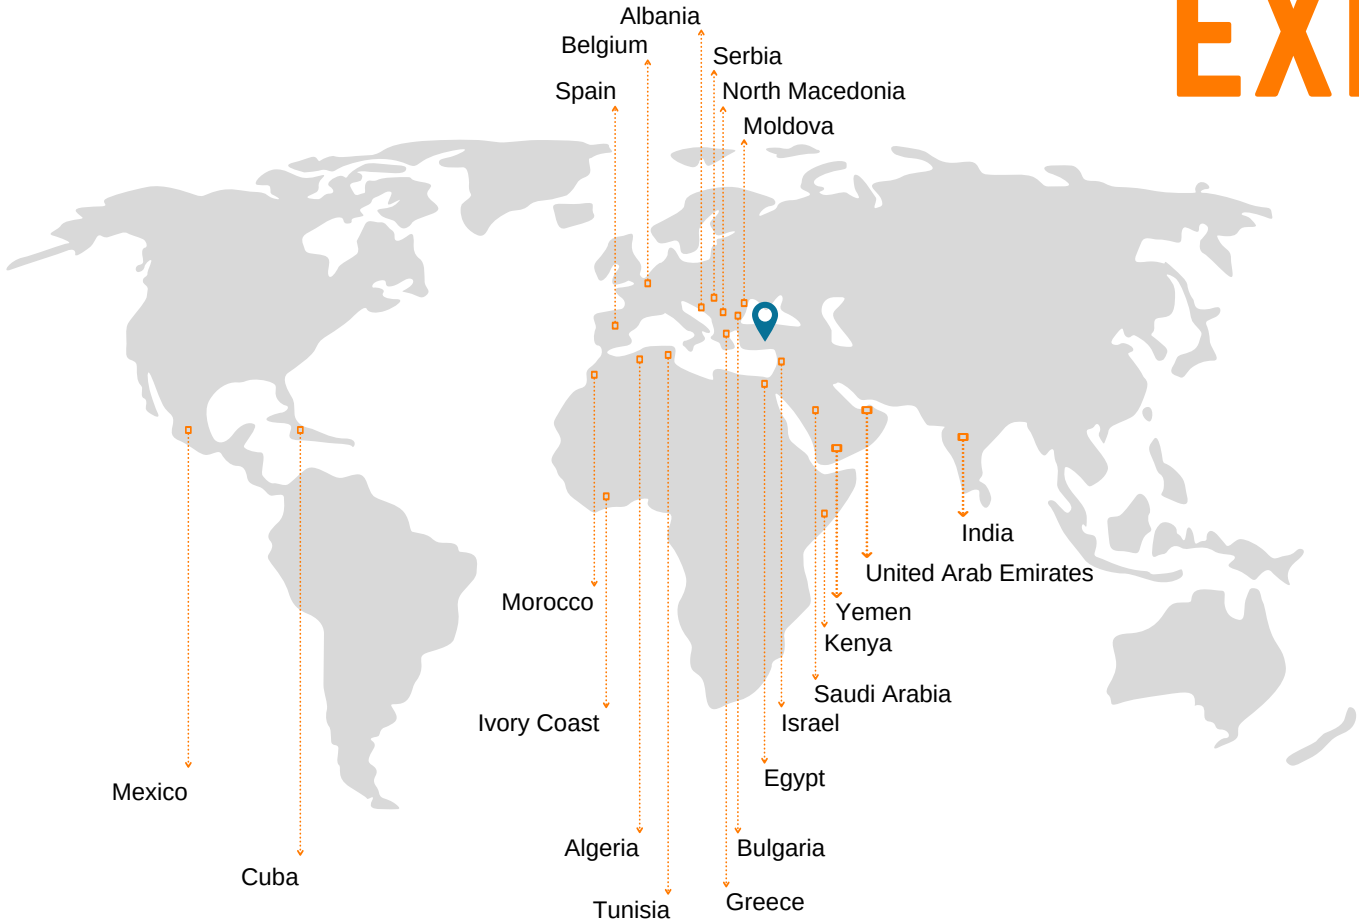 Albania
Belgium
Serbia
Spain
North Macedonia
Moldova
India
United Arab Emirates
Morocco
Yemen
Kenya
Saudi Arabia
Ivory Coast
Israel
Egypt
Mexico
Algeria
Bulgaria
Cuba
Greece
Tunisia